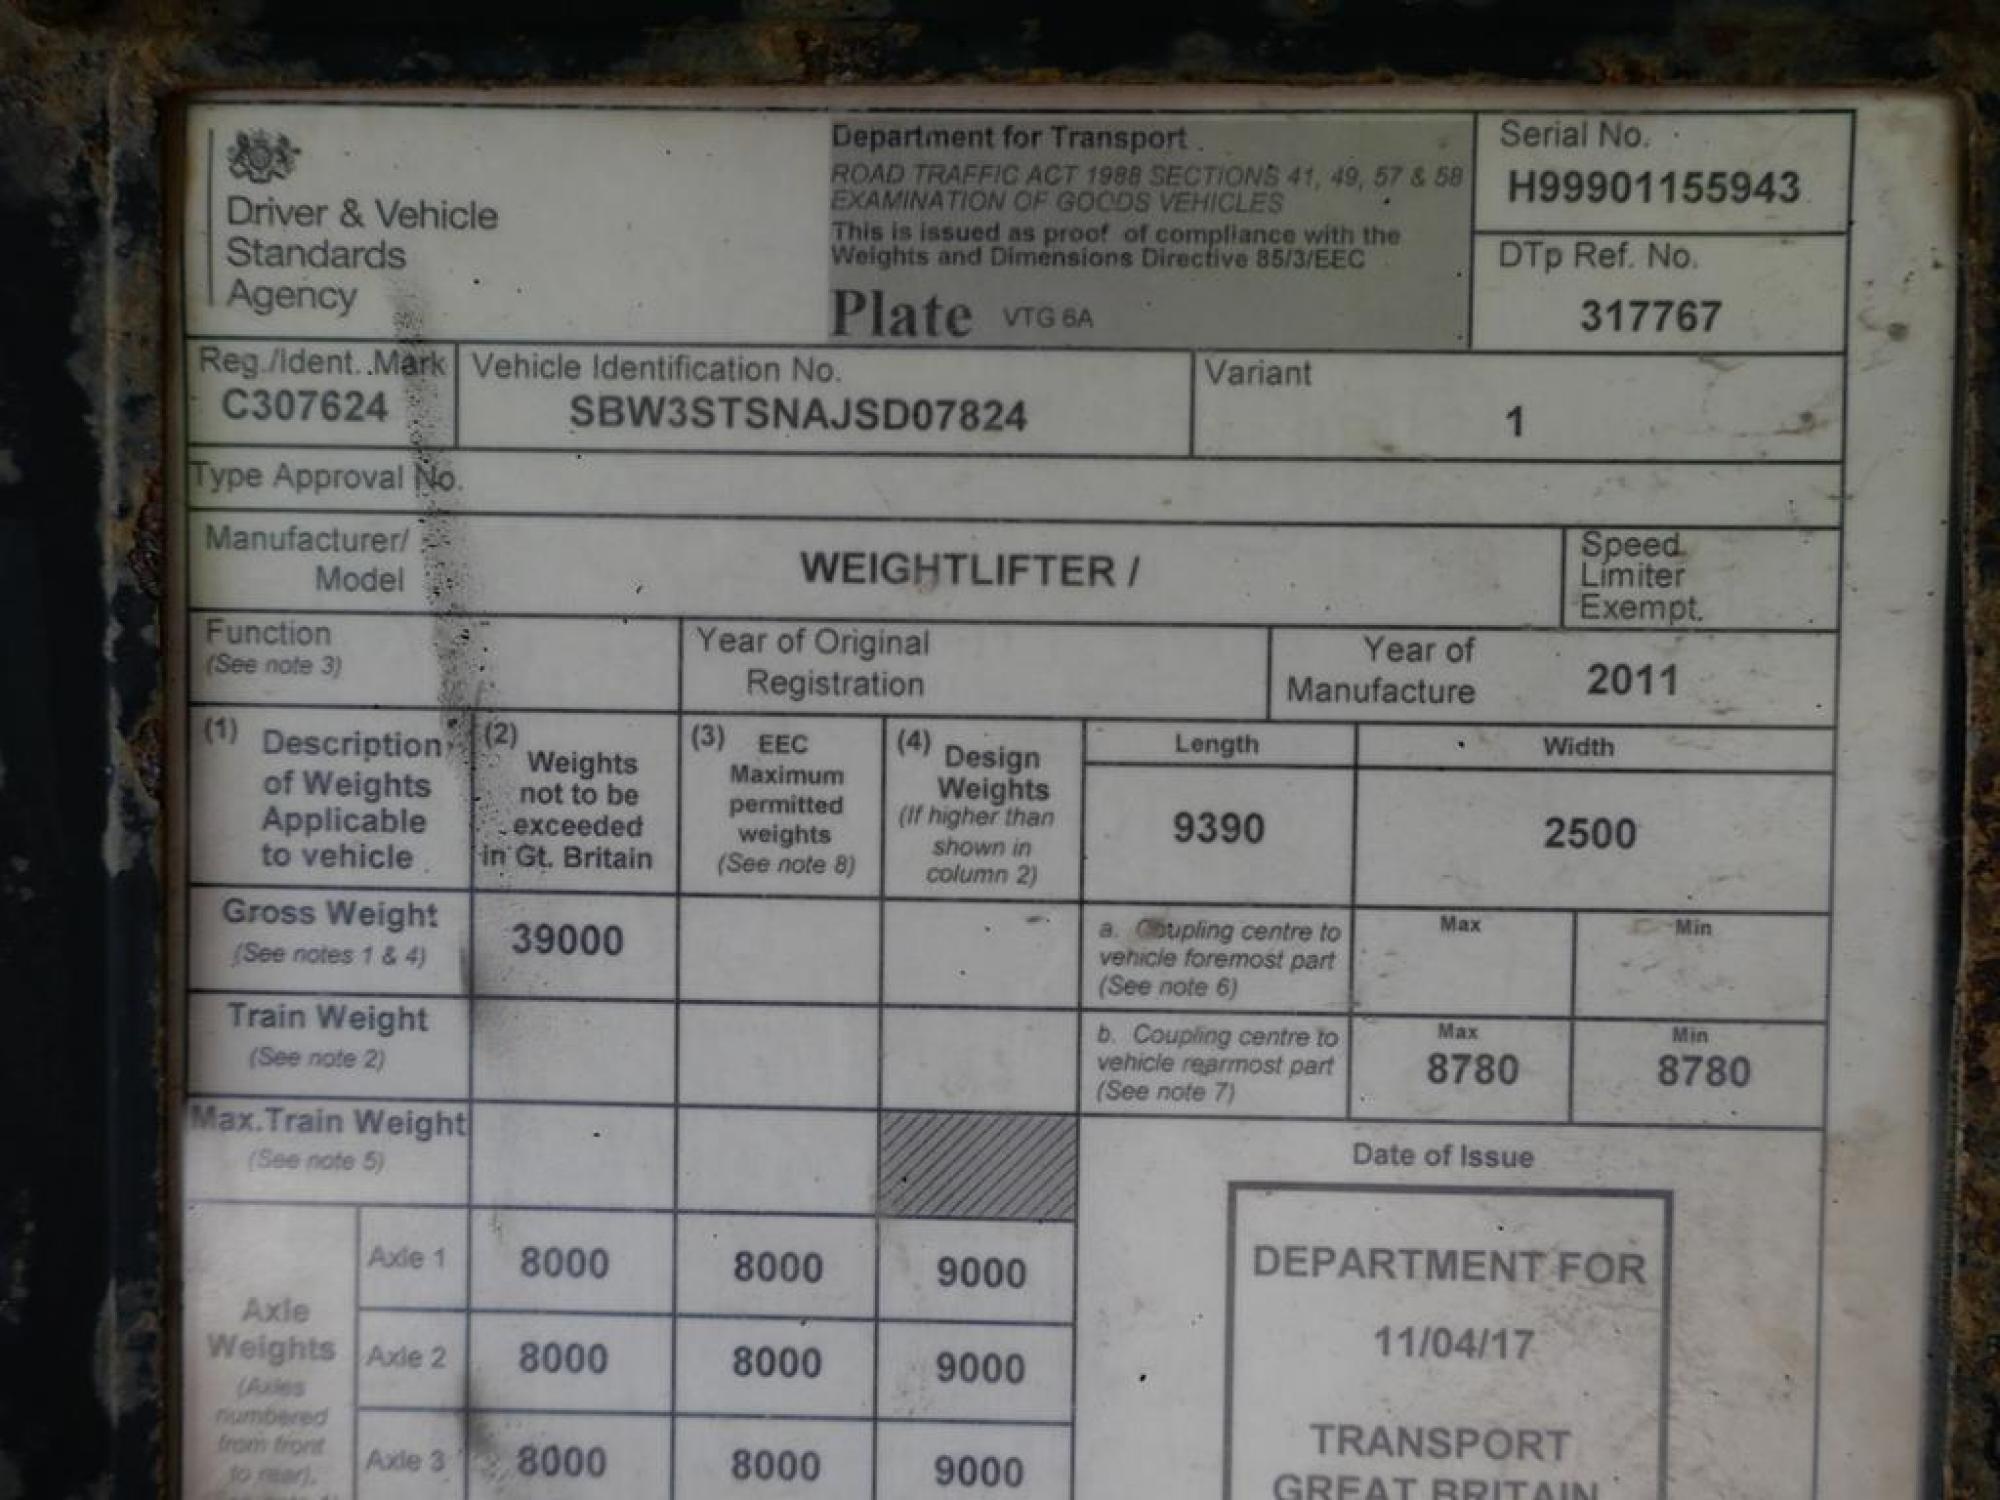 Driver & Vehicle
Standards
Agency
Department for Transport
ROAD TRAFFIC ACT 1988 SECTIONS 41, 49, 57 & 58
EXAMINATION OF GOODS VEHICLES
This is issued as proof of compliance with the
Weights and Dimensions Directive 85/3/EEC
Plate VTG 6A
Serial No.
H99901155943
DTp Ref. No.
317767
Reg./Ident. Mark
C307624
Vehicle Identification No.
SBW3STSNAJSD07824
Variant
1
Type Approval No.
Manufacturer/
Model
WEIGHTLIFTER /
Speed
Limiter
Exempt.
Function
(See note 3)
Year of Original
Registration
Year of
Manufacture
2011
(1) Description
of Weights
Applicable
to vehicle
(2) Weights
not to be
exceeded
in Gt. Britain
(3) EEC
Maximum
permitted
weights
(See note 8)
(4) Design
Weights
(If higher than
shown in
column 2)
Length
9390
Width
2500
Gross Weight
(See notes 1 & 4)
39000
a. Coupling centre to
vehicle foremost part
(See note 6)
Max
Min
Train Weight
(See note 2)
b. Coupling centre to
vehicle rearmost part
(See note 7)
Max
8780
Min
8780
Max.Train Weight
(See note 5)
Date of Issue
DEPARTMENT FOR
11/04/17
TRANSPORT
GREAT BRITAIN
Axle
Weights
(Axles
numbered
from front
to rear).
Axle 1 8000 8000 9000
Axle 2 8000 8000 9000
Axle 3 8000 8000 9000